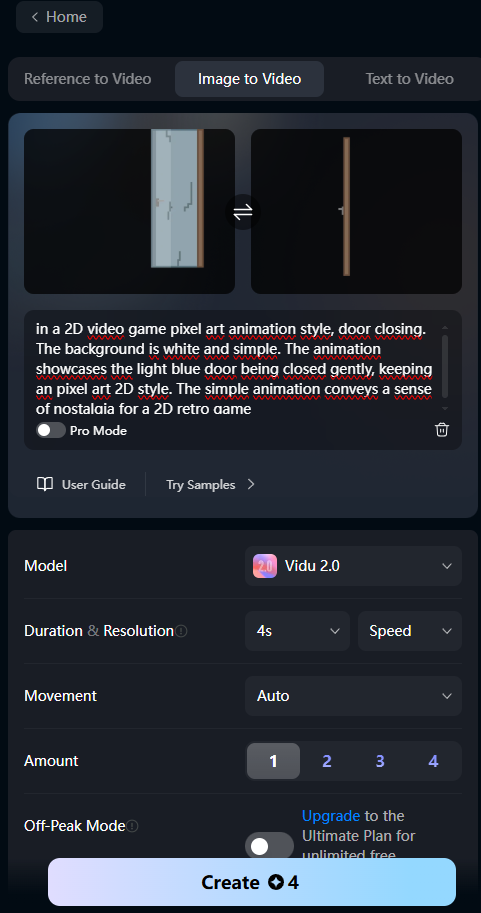 Home
Reference to Video
Image to Video
Text to Video
in a 2D video game pixel art animation style, door closing.
The background is white and simple. The animation
showcases the light blue door being closed gently, keeping
an pixel art 2D style. The simple animation conveys a sense
of nostalgia for a 2D retro game
Pro Mode
User Guide
Try Samples
Model
2.0
Vidu 2.0
Duration & Resolution
4s
Speed
Movement
Auto
Amount
1
2
3
4
Off-Peak Mode
Upgrade to the
Ultimate Plan for
unlimited free
Create 4